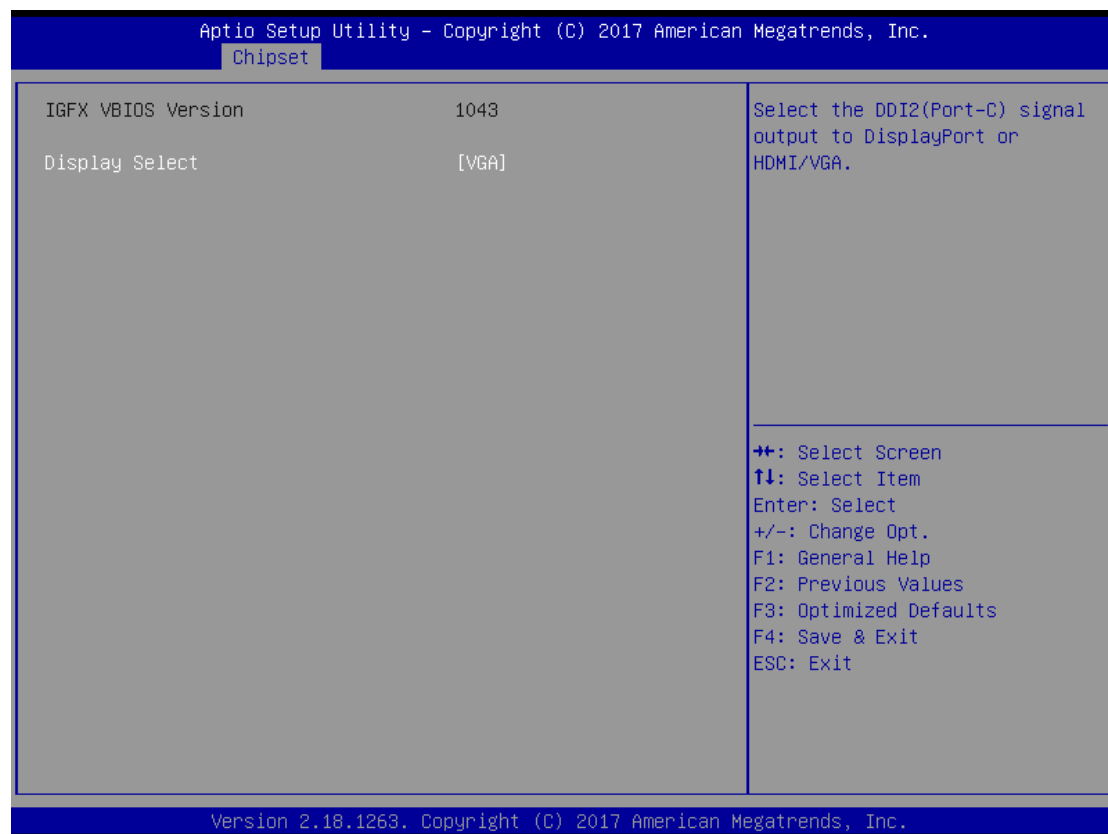 Aptio Setup Utility – Copyright (C) 2017 American Megatrends, Inc.
Chipset
IGFX VBIOS Version 1043
Display Select [VGA]
Select the DDI2(Port-C) signal
output to DisplayPort or
HDMI/VGA.
→←: Select Screen
↑↓: Select Item
Enter: Select
+/-: Change Opt.
F1: General Help
F2: Previous Values
F3: Optimized Defaults
F4: Save & Exit
ESC: Exit
Version 2.18.1263. Copyright (C) 2017 American Megatrends, Inc.